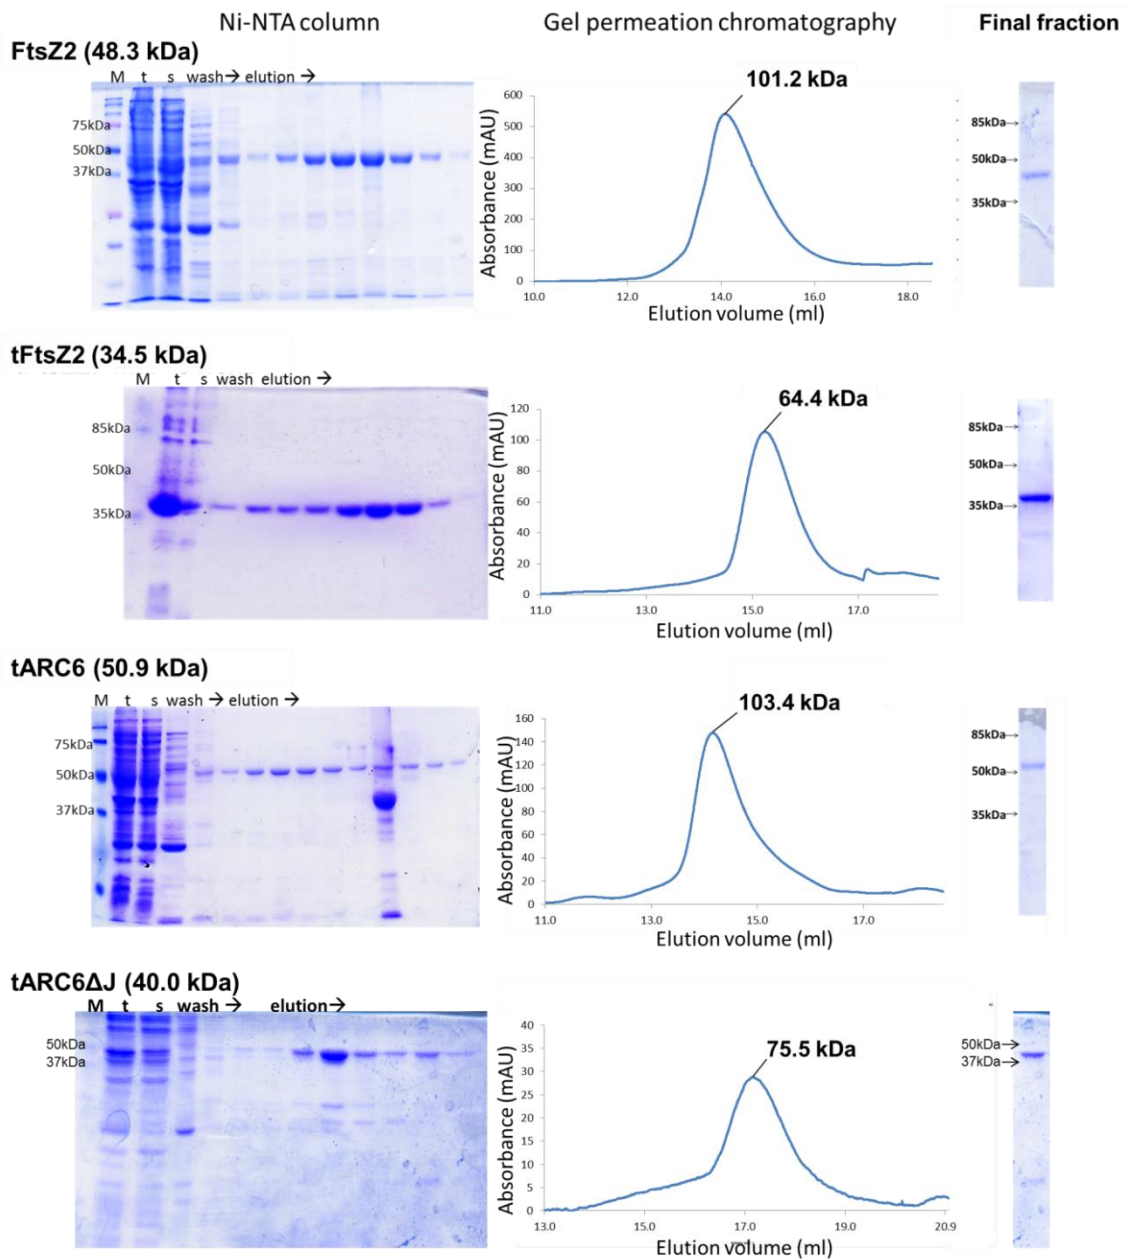 Ni-NTA column
Gel permeation chromatography
Final fraction
FtsZ2 (48.3 kDa)
M t s wash→ elution →
75kDa
50kDa
37kDa
101.2 kDa
Absorbance (mAU)
600
500
400
300
200
100
0
10.0 12.0 14.0 16.0 18.0
Elution volume (ml)
85kDa→
50kDa→
35kDa→
tFtsZ2 (34.5 kDa)
M t s wash elution →
85kDa
50kDa
35kDa
64.4 kDa
Absorbance (mAU)
120
100
80
60
40
20
0
11.0 13.0 15.0 17.0
Elution volume (ml)
85kDa→
50kDa→
35kDa→
tARC6 (50.9 kDa)
M t s wash → elution →
75kDa
50kDa
37kDa
103.4 kDa
Absorbance (mAU)
160
140
120
100
80
60
40
20
0
11.0 13.0 15.0 17.0
Elution volume (ml)
85kDa→
50kDa→
35kDa→
tARC6ΔJ (40.0 kDa)
M t s wash → elution→
50kDa
37kDa
75.5 kDa
Absorbance (mAU)
40
35
30
25
20
15
10
5
0
13.0 15.0 17.0 19.0 20.9
Elution volume (ml)
50kDa→
37kDa→